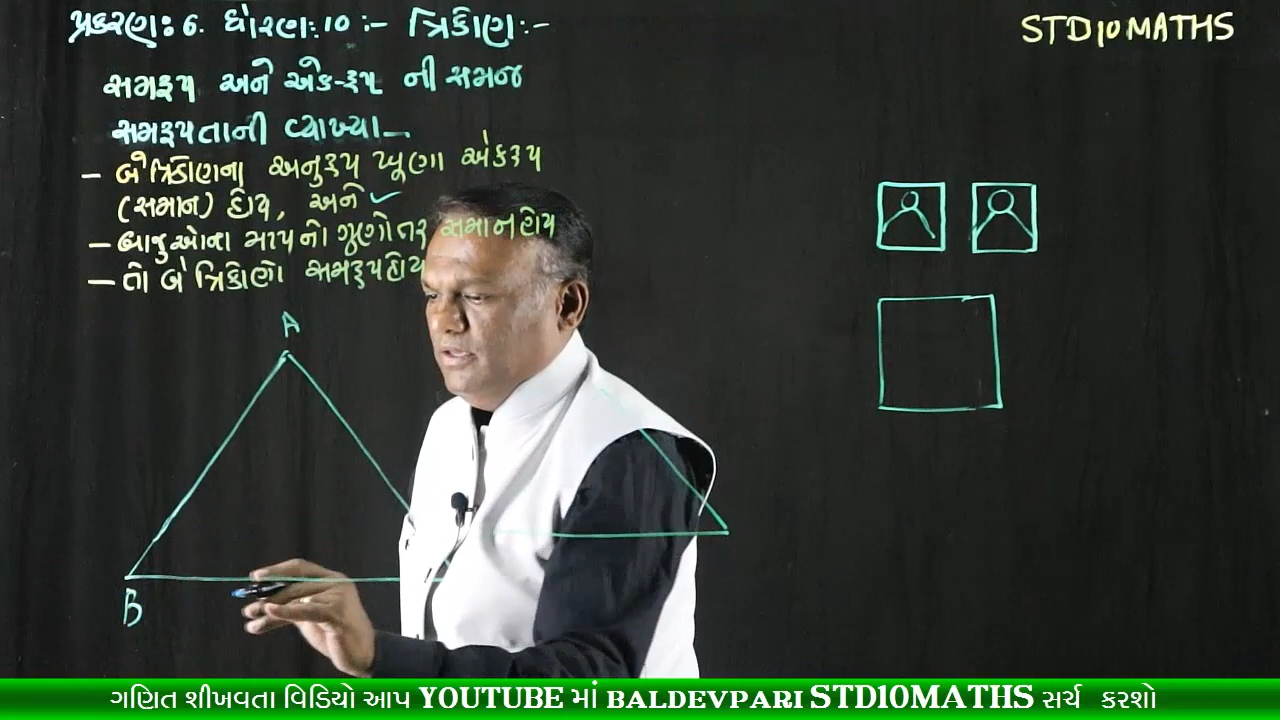 પ્રકરણઃ 6. ધોરણઃ 10 :- ત્રિકોણ :-
STD10MATHS
સમરૂપ અને એક-રૂપ ની સમજ
સમરૂપતાની વ્યાખ્યા -
- બે ત્રિકોણના અનુરૂપ ખૂણા એકરૂપ
(સમાન) હોય, અને
- બાજુઓના માપનો ગુણોત્તર સમાન હોય
- તો બે ત્રિકોણો સમરૂપ હોય
A
B
ગણિત શીખવતા વિડિયો આપ YOUTUBE માં BALDEVPARI STD10MATHS સર્ચ કરશો